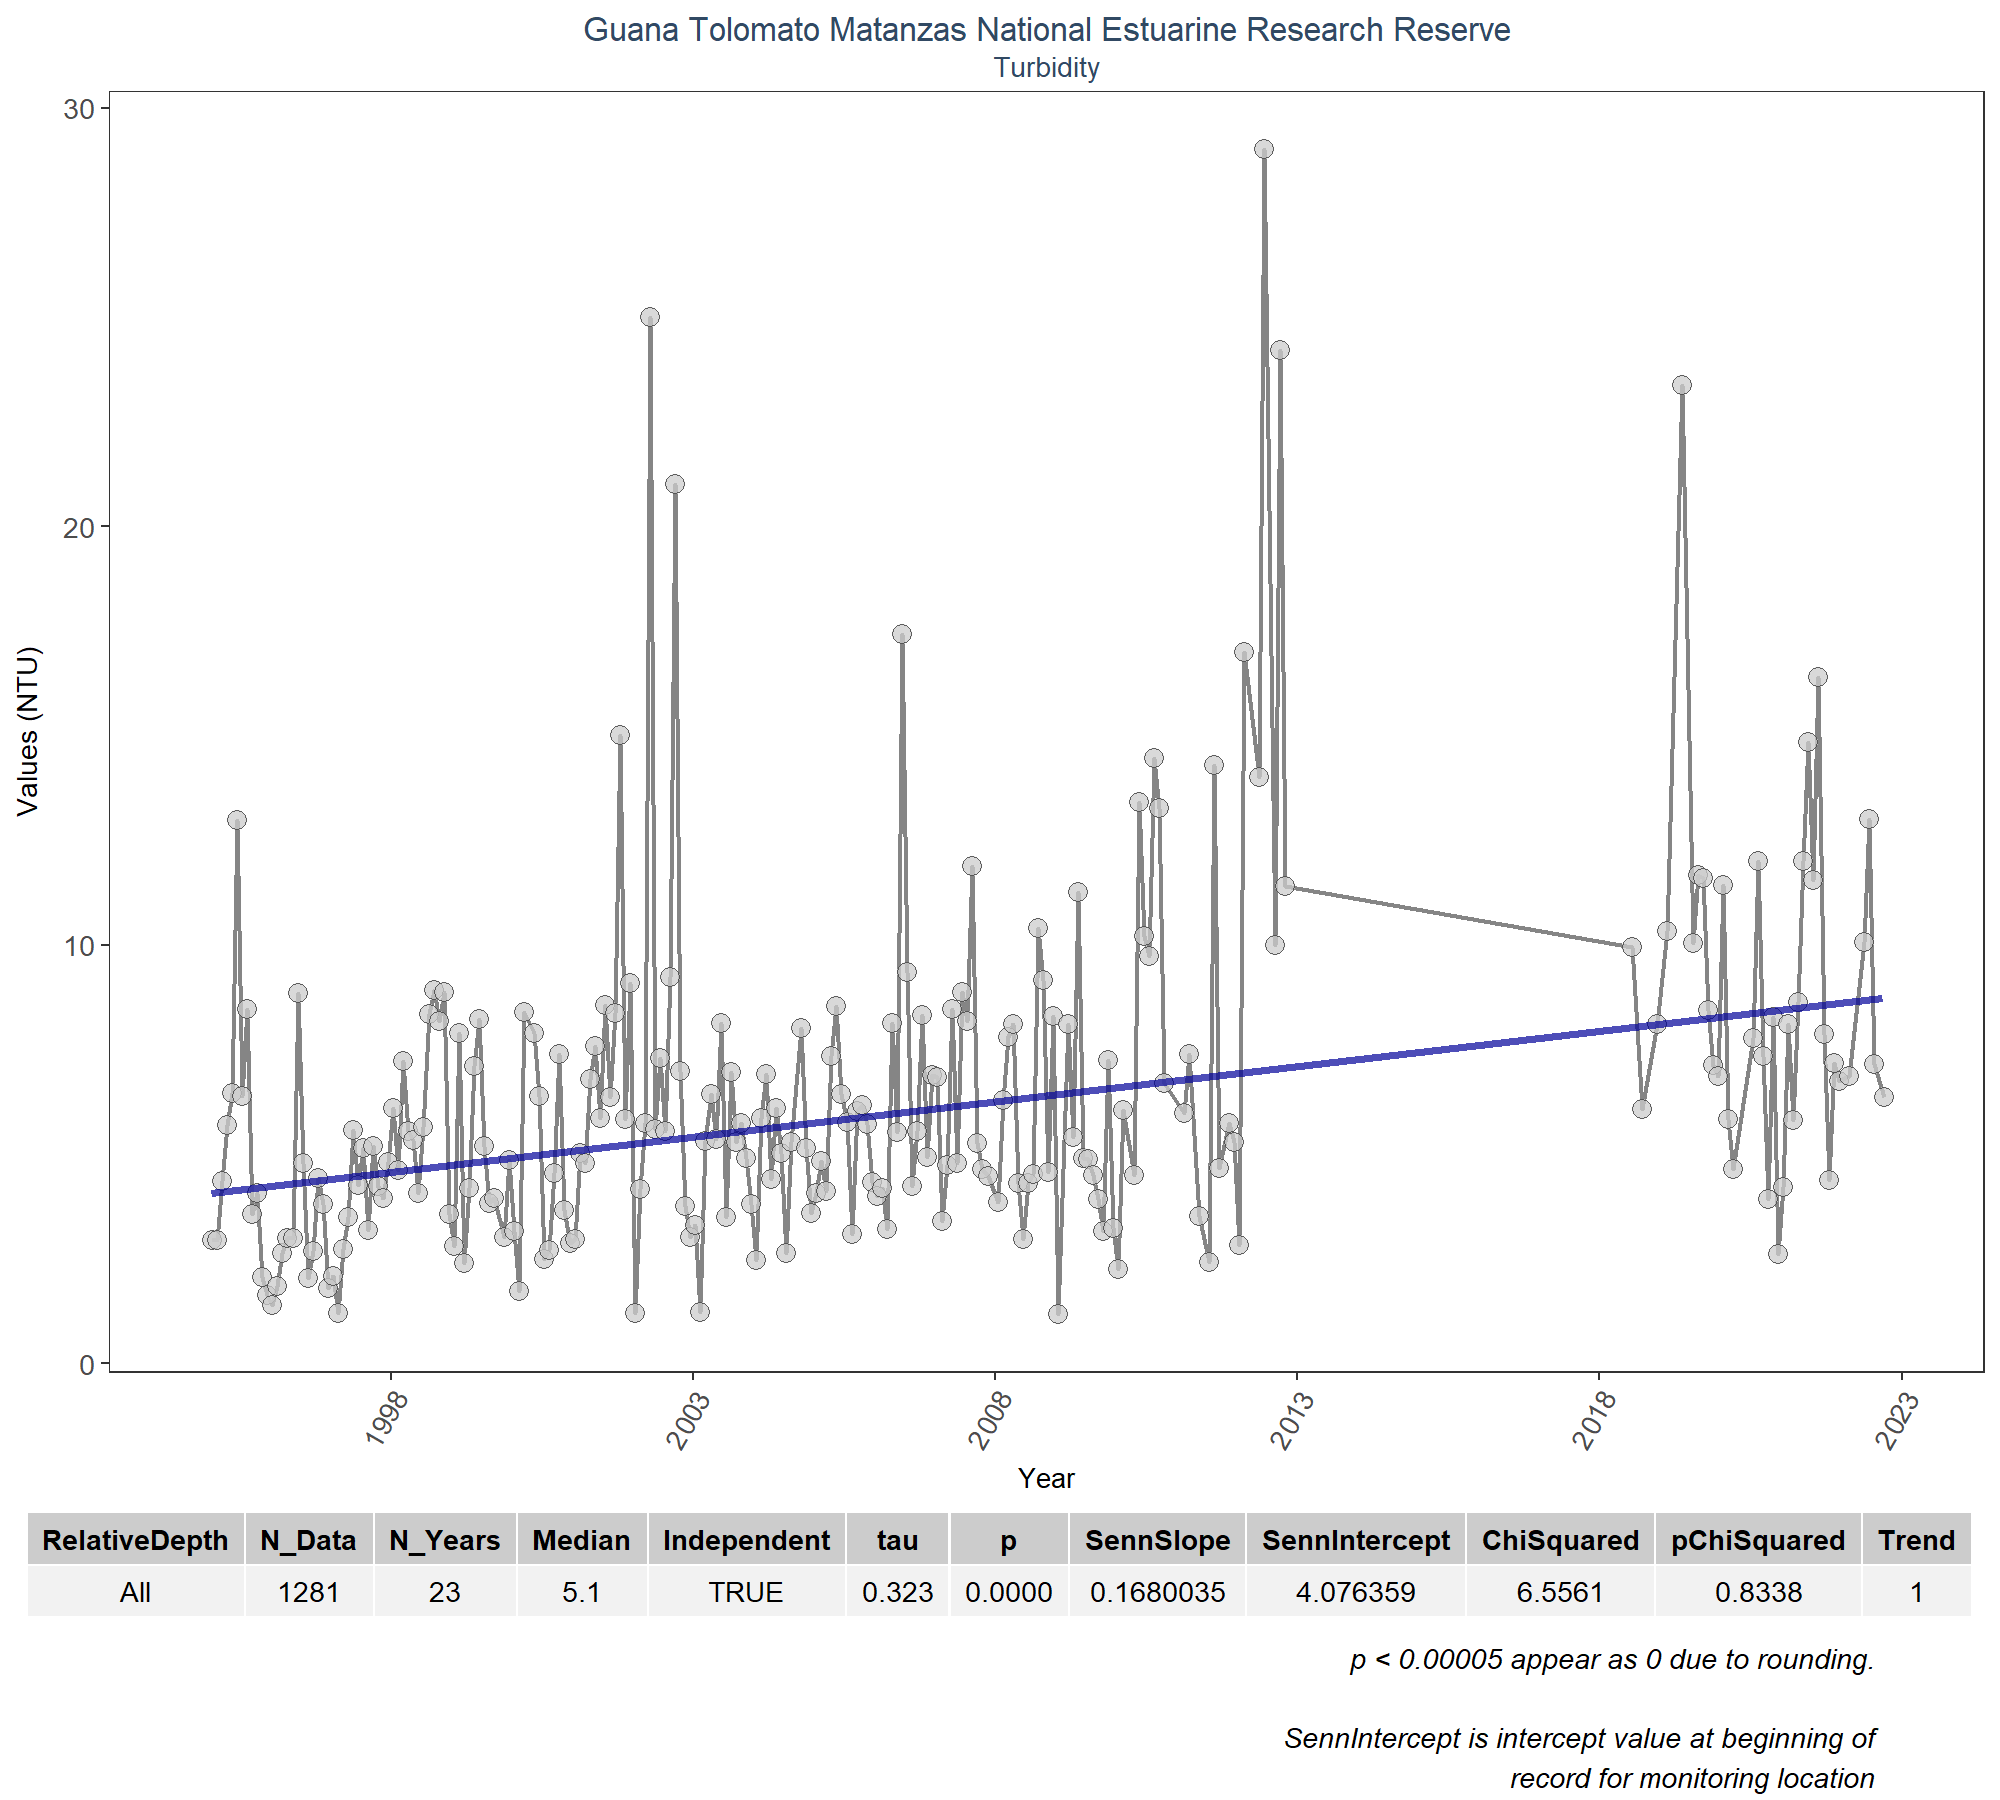 Guana Tolomato Matanzas National Estuarine Research Reserve
Turbidity
30
20
10
0
Values (NTU)
1998
2003
2008
2013
2018
2023
Year
RelativeDepth N_Data N_Years Median Independent tau p SennSlope SennIntercept ChiSquared pChiSquared Trend
All 1281 23 5.1 TRUE 0.323 0.0000 0.1680035 4.076359 6.5561 0.8338 1
p < 0.00005 appear as 0 due to rounding.
SennIntercept is intercept value at beginning of
record for monitoring location